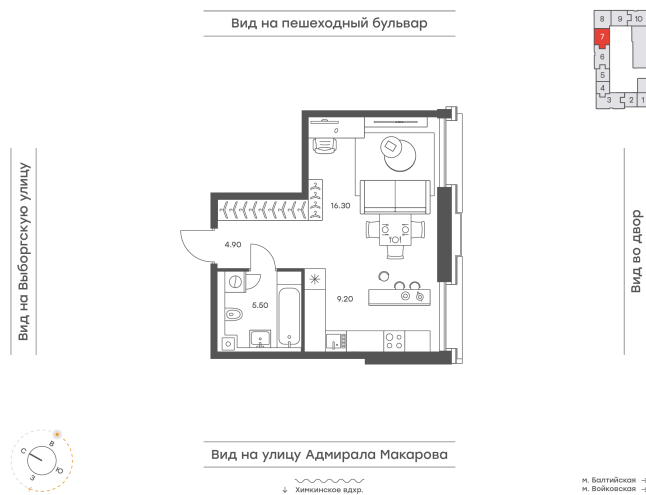 Вид на пешеходный бульвар
8 9 10
7
6
5
4
3 2 1
Вид на Выборгскую улицу
Вид во двор
16.30
4.90
9.20
5.50
Вид на улицу Адмирала Макарова
↓ Химкинское вдхр.
С В
З Ю
м. Балтийская
м. Войковская